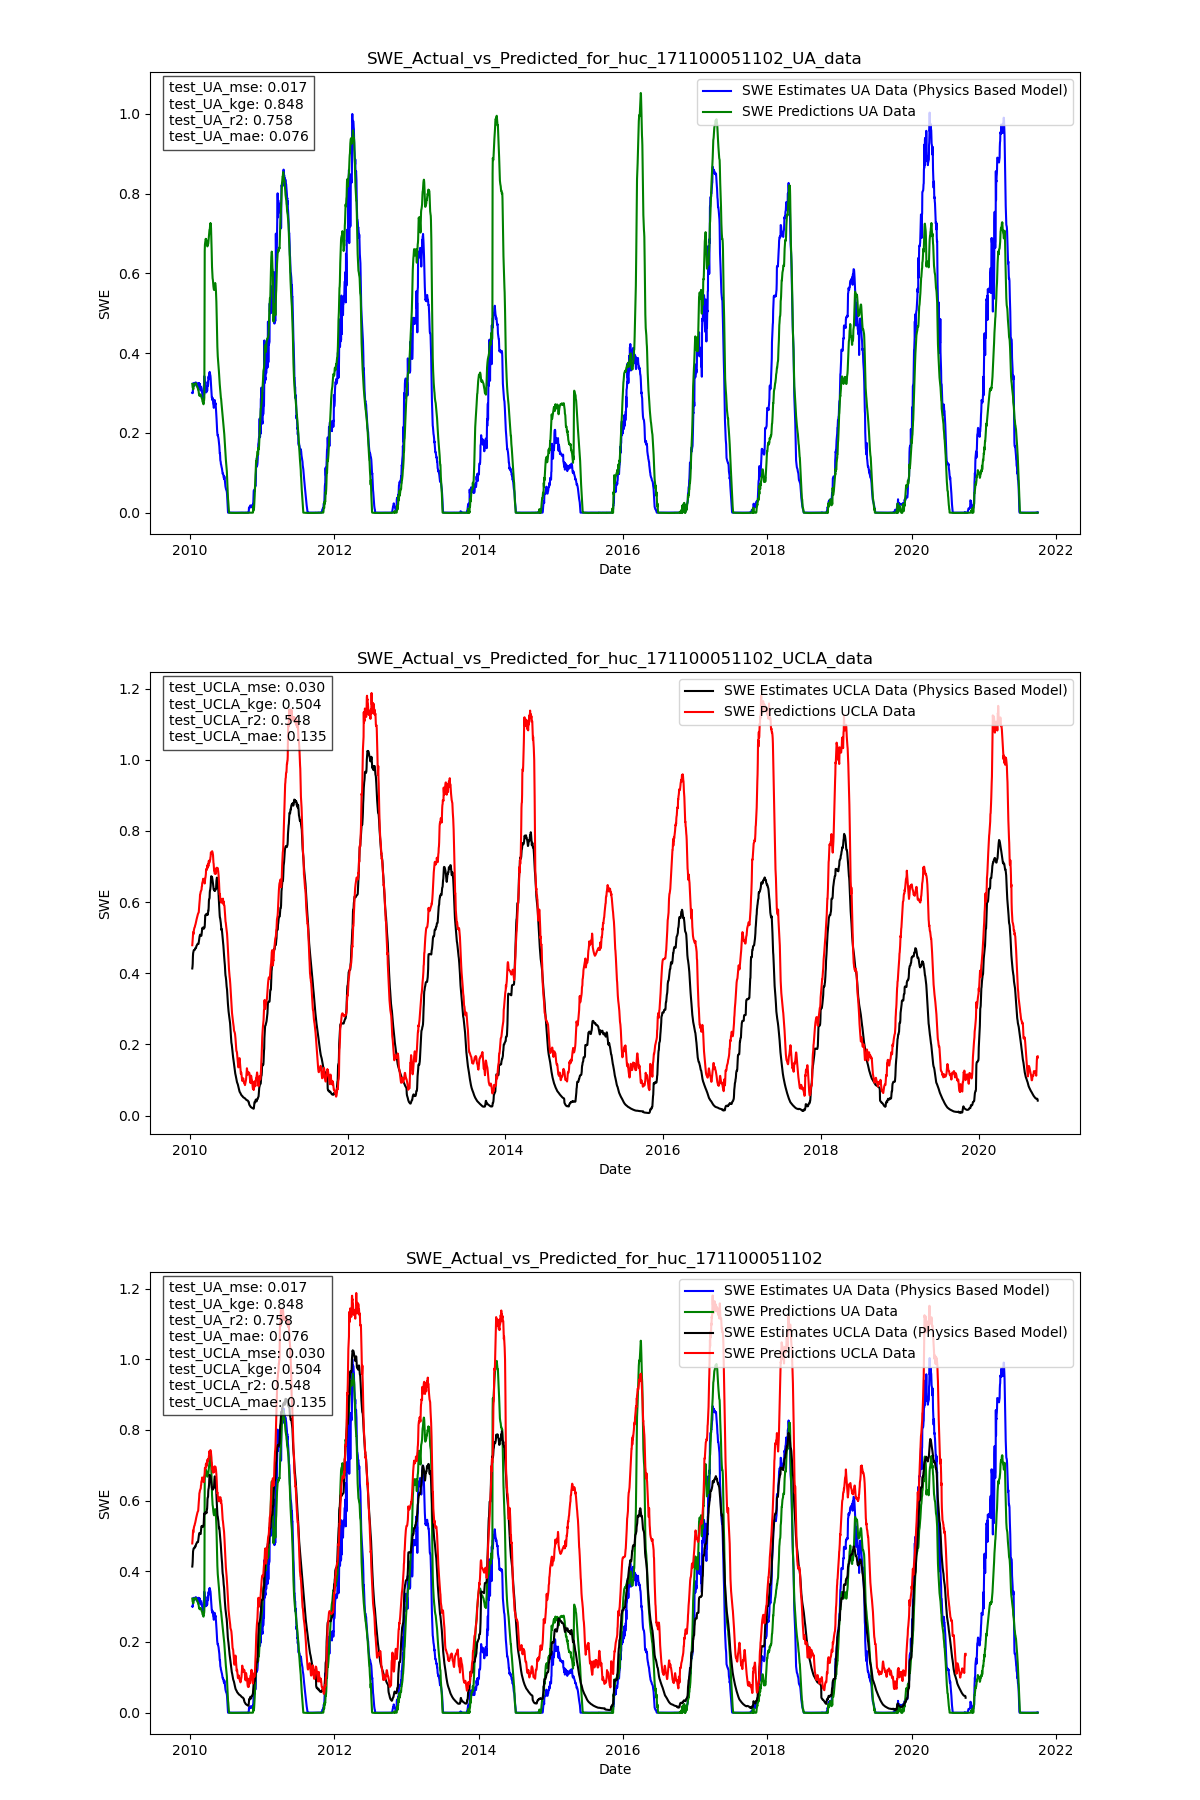 SWE_Actual_vs_Predicted_for_huc_171100051102_UA_data
test_UA_mse: 0.017
test_UA_kge: 0.848
test_UA_r2: 0.758
test_UA_mae: 0.076
SWE Estimates UA Data (Physics Based Model)
SWE Predictions UA Data
1.0
0.8
0.6
0.4
0.2
0.0
SWE
2010 2012 2014 2016 2018 2020 2022
Date
SWE_Actual_vs_Predicted_for_huc_171100051102_UCLA_data
test_UCLA_mse: 0.030
test_UCLA_kge: 0.504
test_UCLA_r2: 0.548
test_UCLA_mae: 0.135
SWE Estimates UCLA Data (Physics Based Model)
SWE Predictions UCLA Data
1.2
1.0
0.8
0.6
0.4
0.2
0.0
SWE
2010 2012 2014 2016 2018 2020
Date
SWE_Actual_vs_Predicted_for_huc_171100051102
test_UA_mse: 0.017
test_UA_kge: 0.848
test_UA_r2: 0.758
test_UA_mae: 0.076
test_UCLA_mse: 0.030
test_UCLA_kge: 0.504
test_UCLA_r2: 0.548
test_UCLA_mae: 0.135
SWE Estimates UA Data (Physics Based Model)
SWE Predictions UA Data
SWE Estimates UCLA Data (Physics Based Model)
SWE Predictions UCLA Data
1.2
1.0
0.8
0.6
0.4
0.2
0.0
SWE
2010 2012 2014 2016 2018 2020 2022
Date